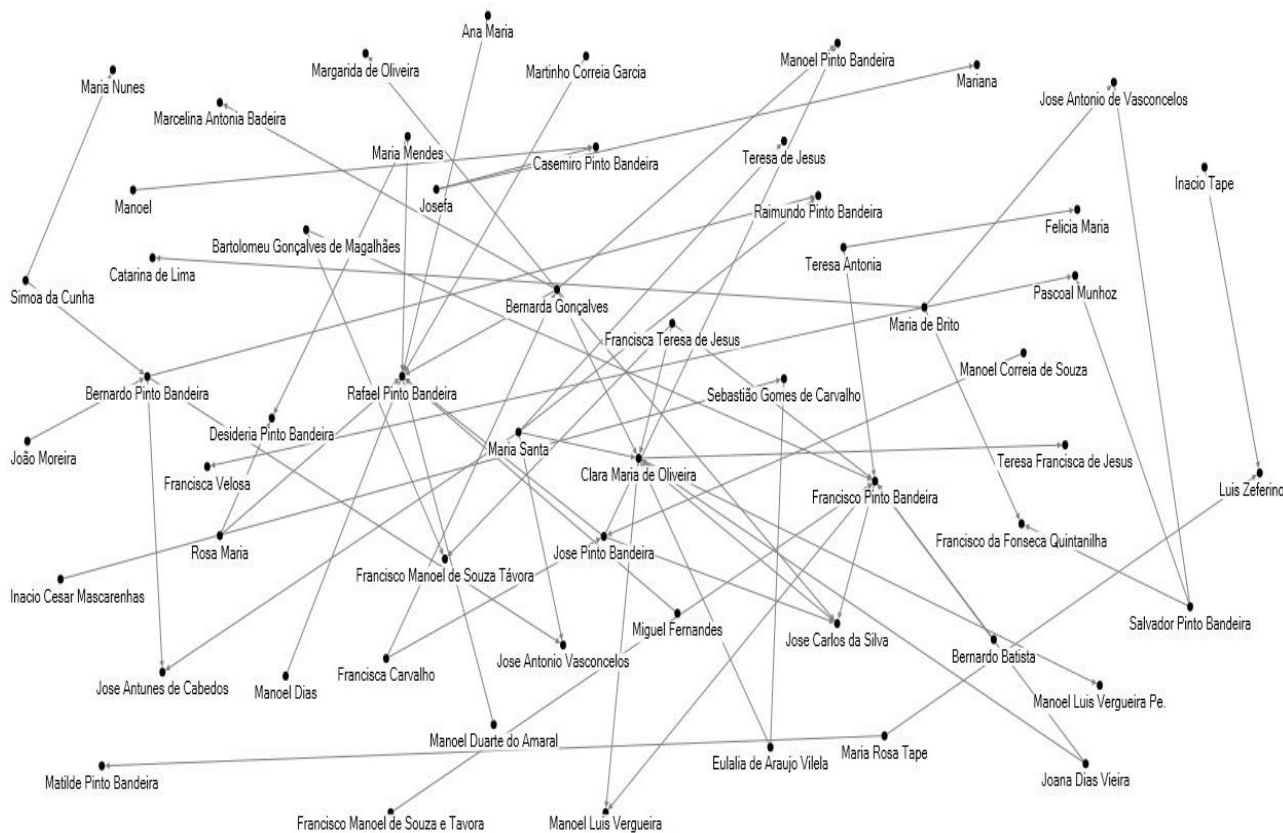 Ana Maria
Margarida de Oliveira
Martinho Correia Garcia
Manoel Pinto Bandeira
Maria Nunes
Mariana
Marcelina Antonia Badeira
Jose Antonio de Vasconcelos
Maria Mendes
Casemiro Pinto Bandeira
Teresa de Jesus
Inacio Tape
Manoel
Josefa
Raimundo Pinto Bandeira
Felicia Maria
Bartolomeu Gonçalves de Magalhães
Teresa Antonia
Catarina de Lima
Simoa da Cunha
Bernarda Gonçalves
Pascoal Munhoz
Maria de Brito
Francisca Teresa de Jesus
Manoel Correia de Souza
Bernardo Pinto Bandeira
Rafael Pinto Bandeira
Sebastião Gomes de Carvalho
Desideria Pinto Bandeira
João Moreira
Maria Santa
Teresa Francisca de Jesus
Francisca Velosa
Clara Maria de Oliveira
Francisco Pinto Bandeira
Luis Zeferino
Rosa Maria
Jose Pinto Bandeira
Francisco da Fonseca Quintanilha
Francisco Manoel de Souza Távora
Inacio Cesar Mascarenhas
Miguel Fernandes
Jose Carlos da Silva
Salvador Pinto Bandeira
Jose Antonio Vasconcelos
Bernardo Batista
Francisca Carvalho
Jose Antunes de Cabedos
Manoel Dias
Manoel Luis Vergueira Pe.
Manoel Duarte do Amaral
Maria Rosa Tape
Eulalia de Araujo Vilela
Matilde Pinto Bandeira
Joana Dias Vieira
Francisco Manoel de Souza e Tavora
Manoel Luis Vergueira